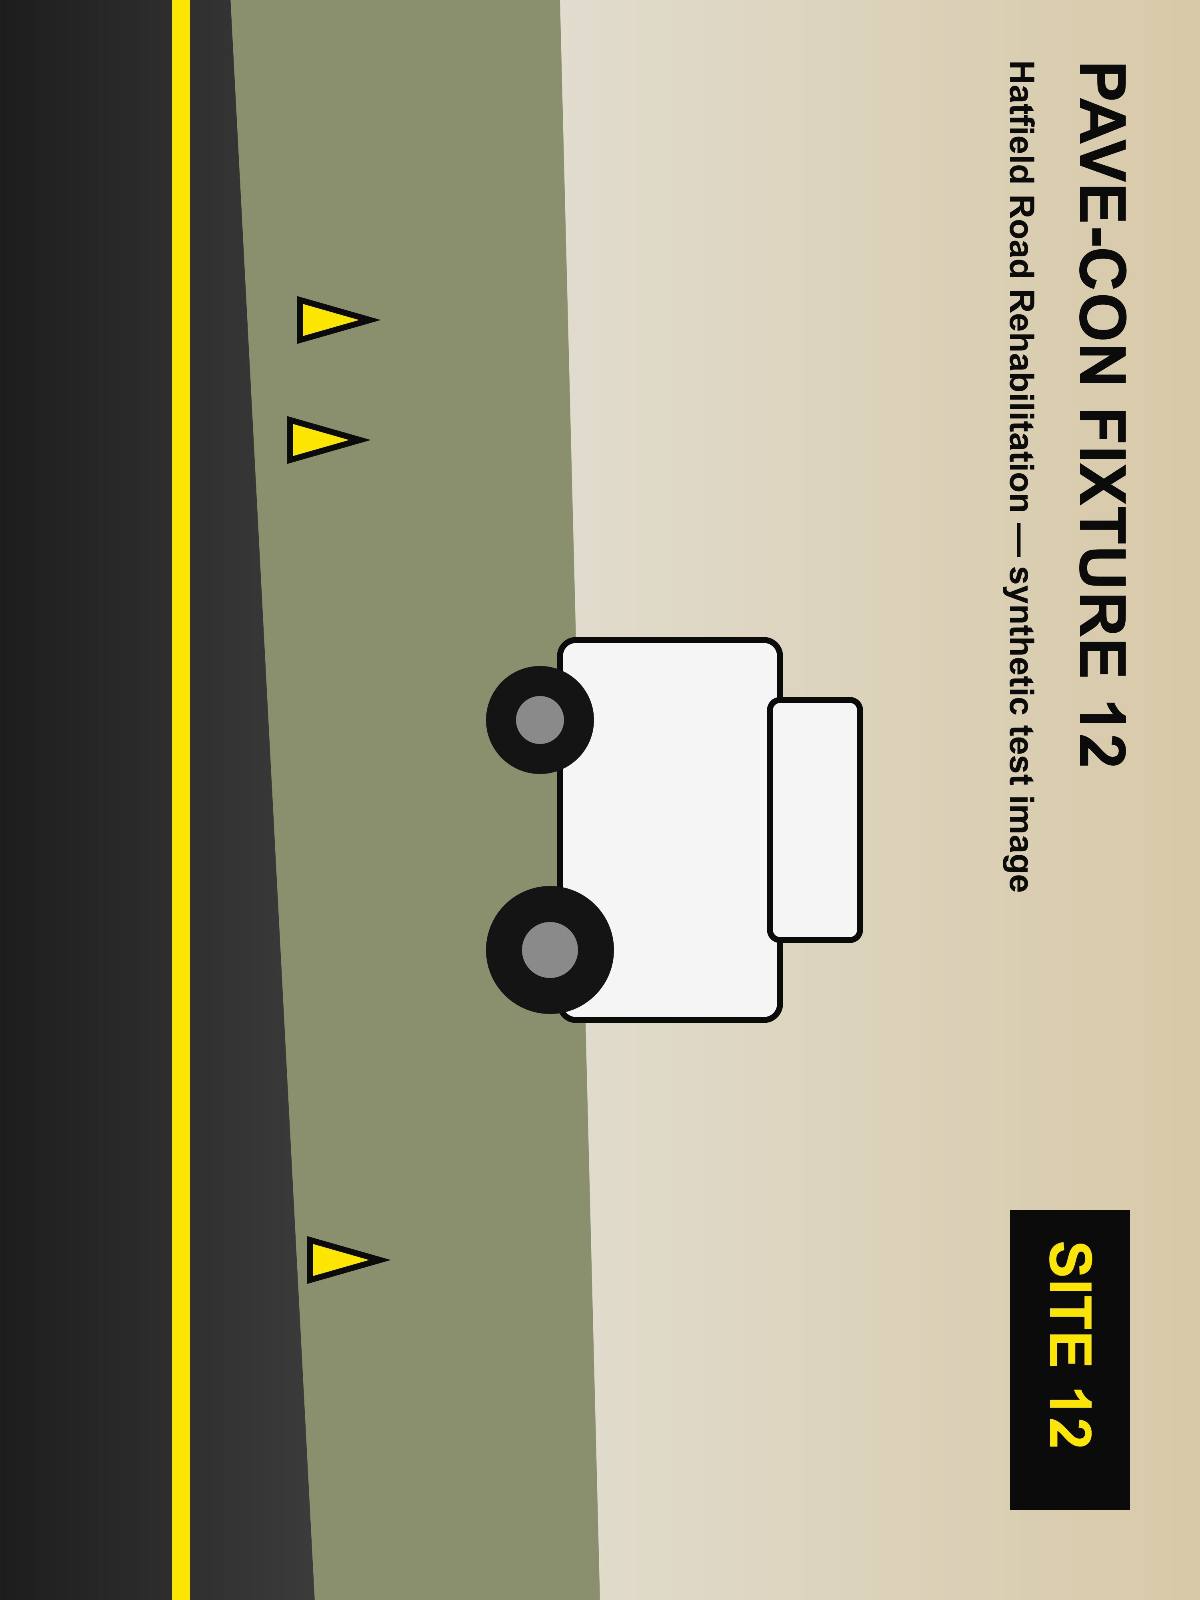 PAVE-CON FIXTURE 12
Hatfield Road Rehabilitation — synthetic test image
SITE 12